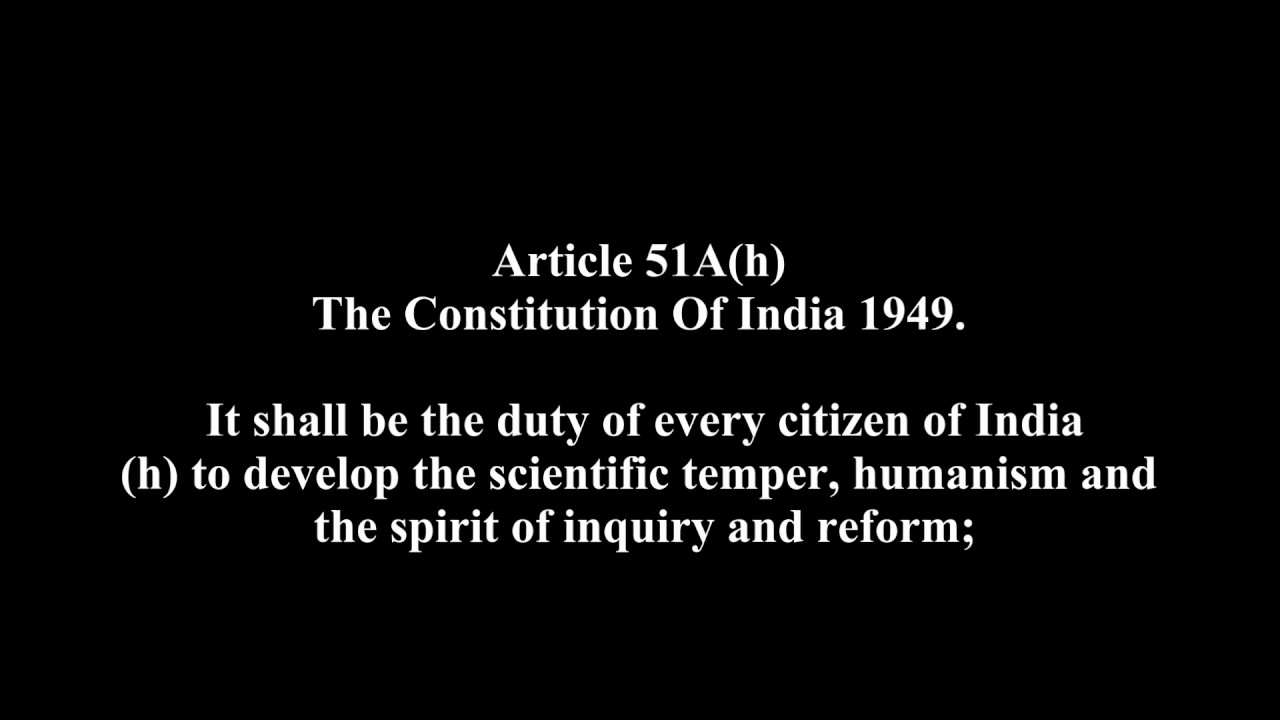 Article 51A(h)
The Constitution Of India 1949.
It shall be the duty of every citizen of India
(h) to develop the scientific temper, humanism and
the spirit of inquiry and reform;